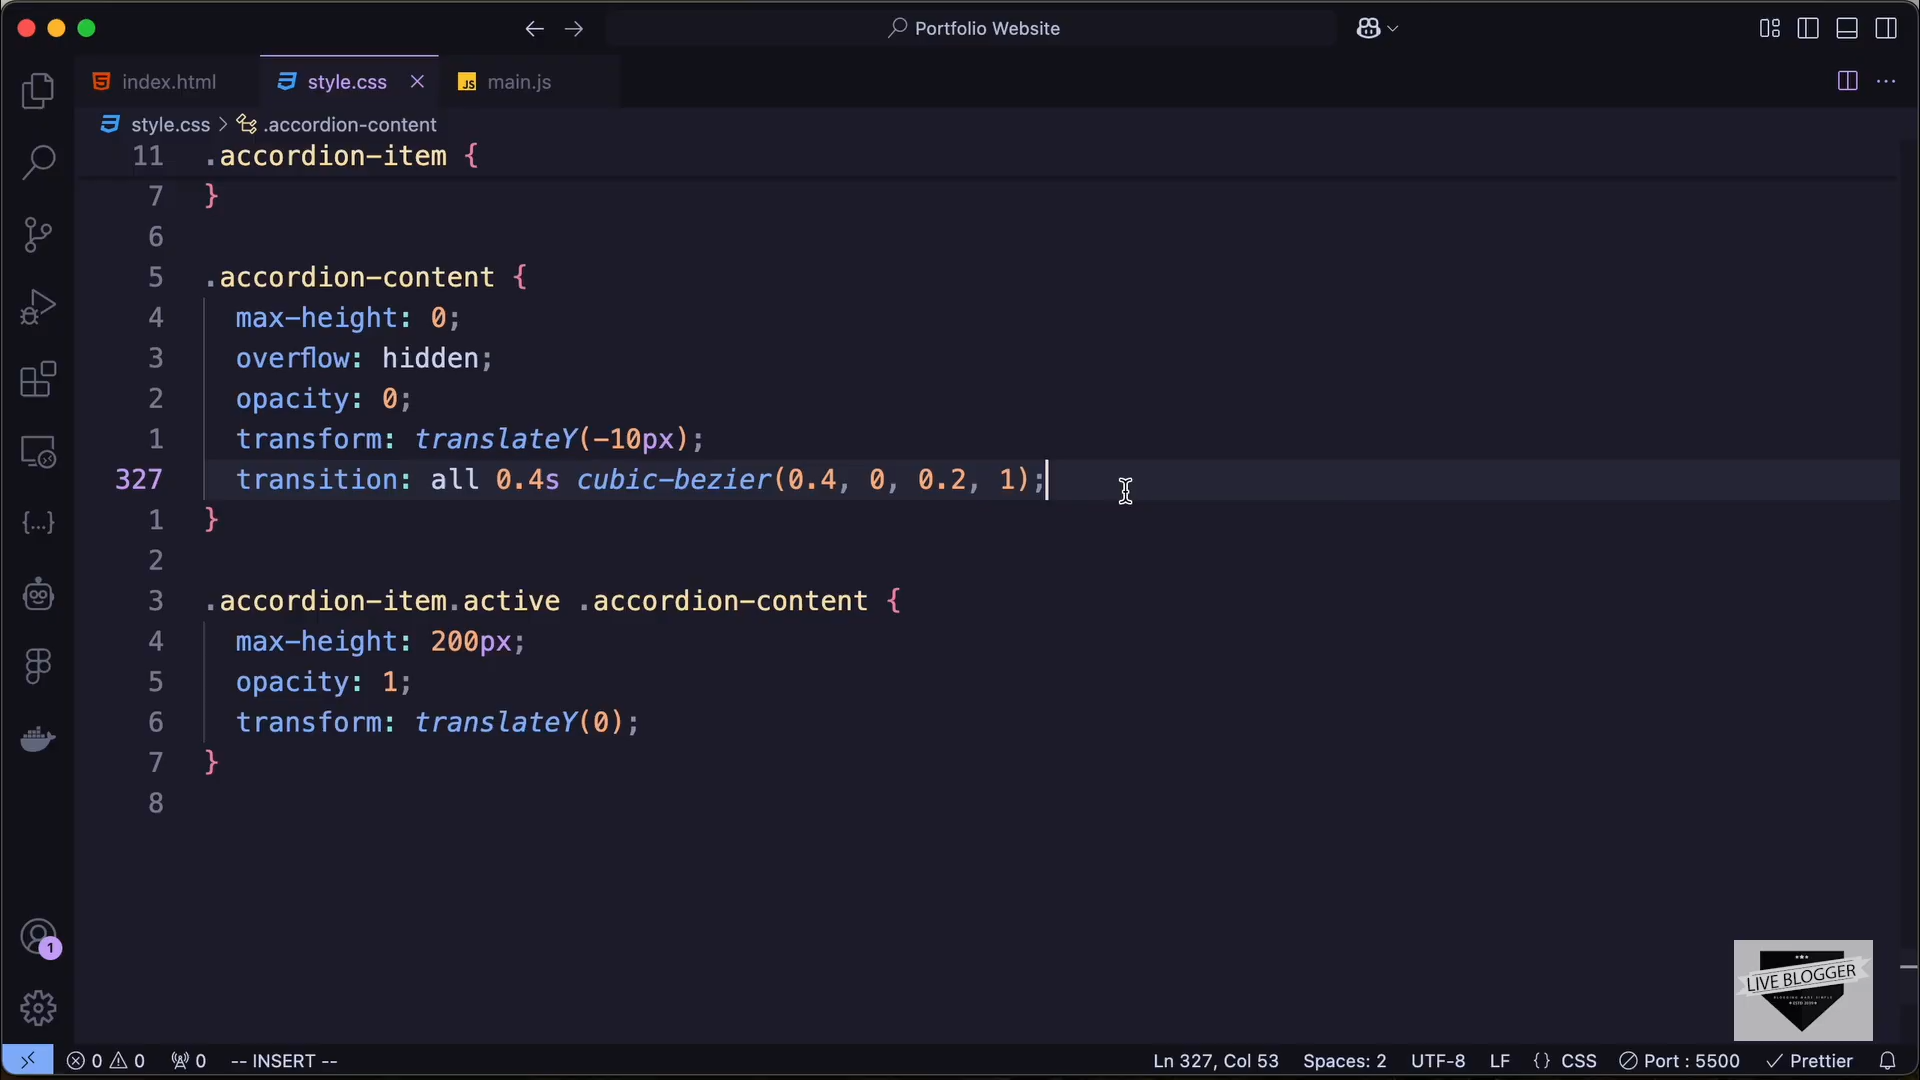 Portfolio Website
index.html
style.css
JS main.js
style.css > .accordion-content
11 .accordion-item {
7 }
6
5 .accordion-content {
4 max-height: 0;
3 overflow: hidden;
2 opacity: 0;
1 transform: translateY(-10px);
327 transition: all 0.4s cubic-bezier(0.4, 0, 0.2, 1);
1 }
2
3 .accordion-item.active .accordion-content {
4 max-height: 200px;
5 opacity: 1;
6 transform: translateY(0);
7 }
8
1
LIVE BLOGGER
0 0 0 -- INSERT -- Ln 327, Col 53 Spaces: 2 UTF-8 LF {} CSS Port : 5500 Prettier